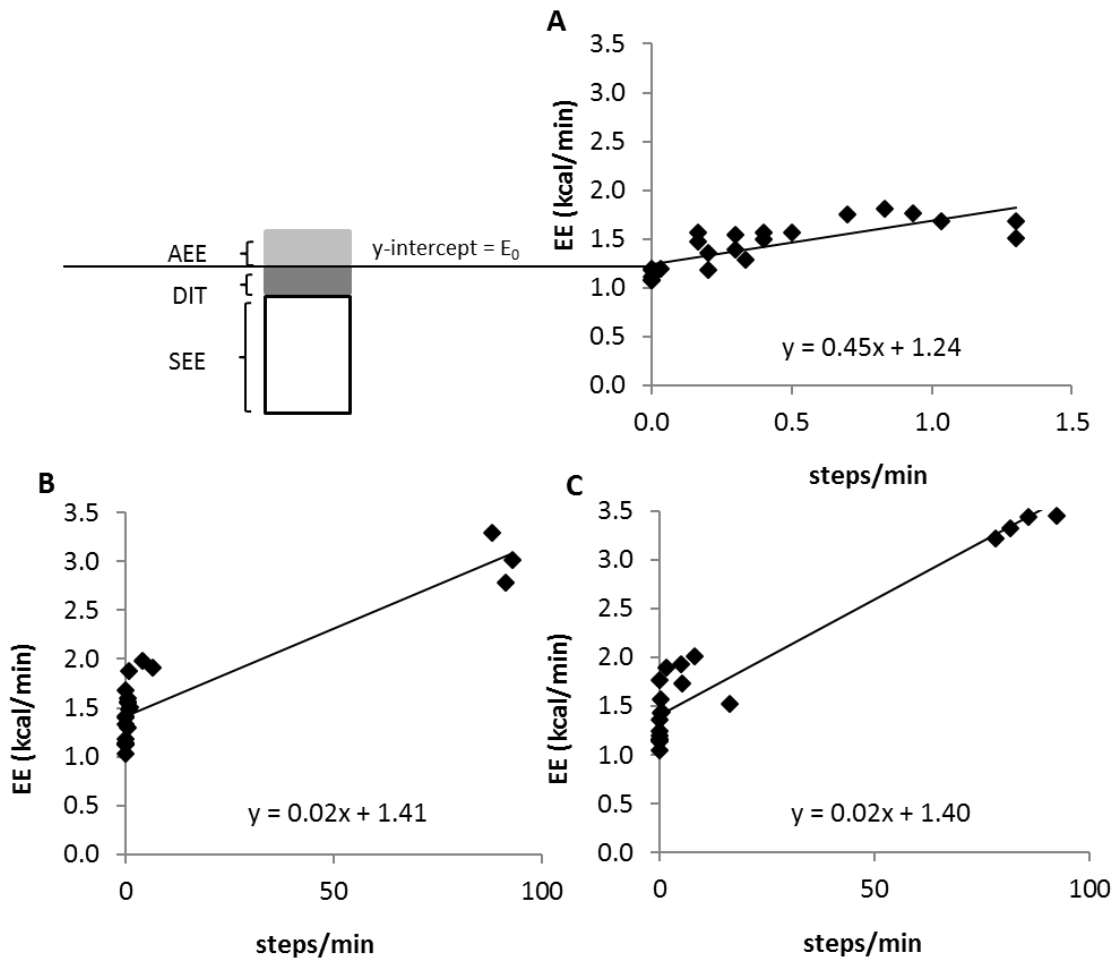 A
EE (kcal/min)
3.5
3.0
2.5
2.0
1.5
1.0
0.5
0.0
y = 0.45x + 1.24
0.0 0.5 1.0 1.5
steps/min
AEE
DIT
SEE
y-intercept = E₀
B
EE (kcal/min)
3.5
3.0
2.5
2.0
1.5
1.0
0.5
0.0
y = 0.02x + 1.41
0 50 100
steps/min
C
EE (kcal/min)
3.5
3.0
2.5
2.0
1.5
1.0
0.5
0.0
y = 0.02x + 1.40
0 50 100
steps/min